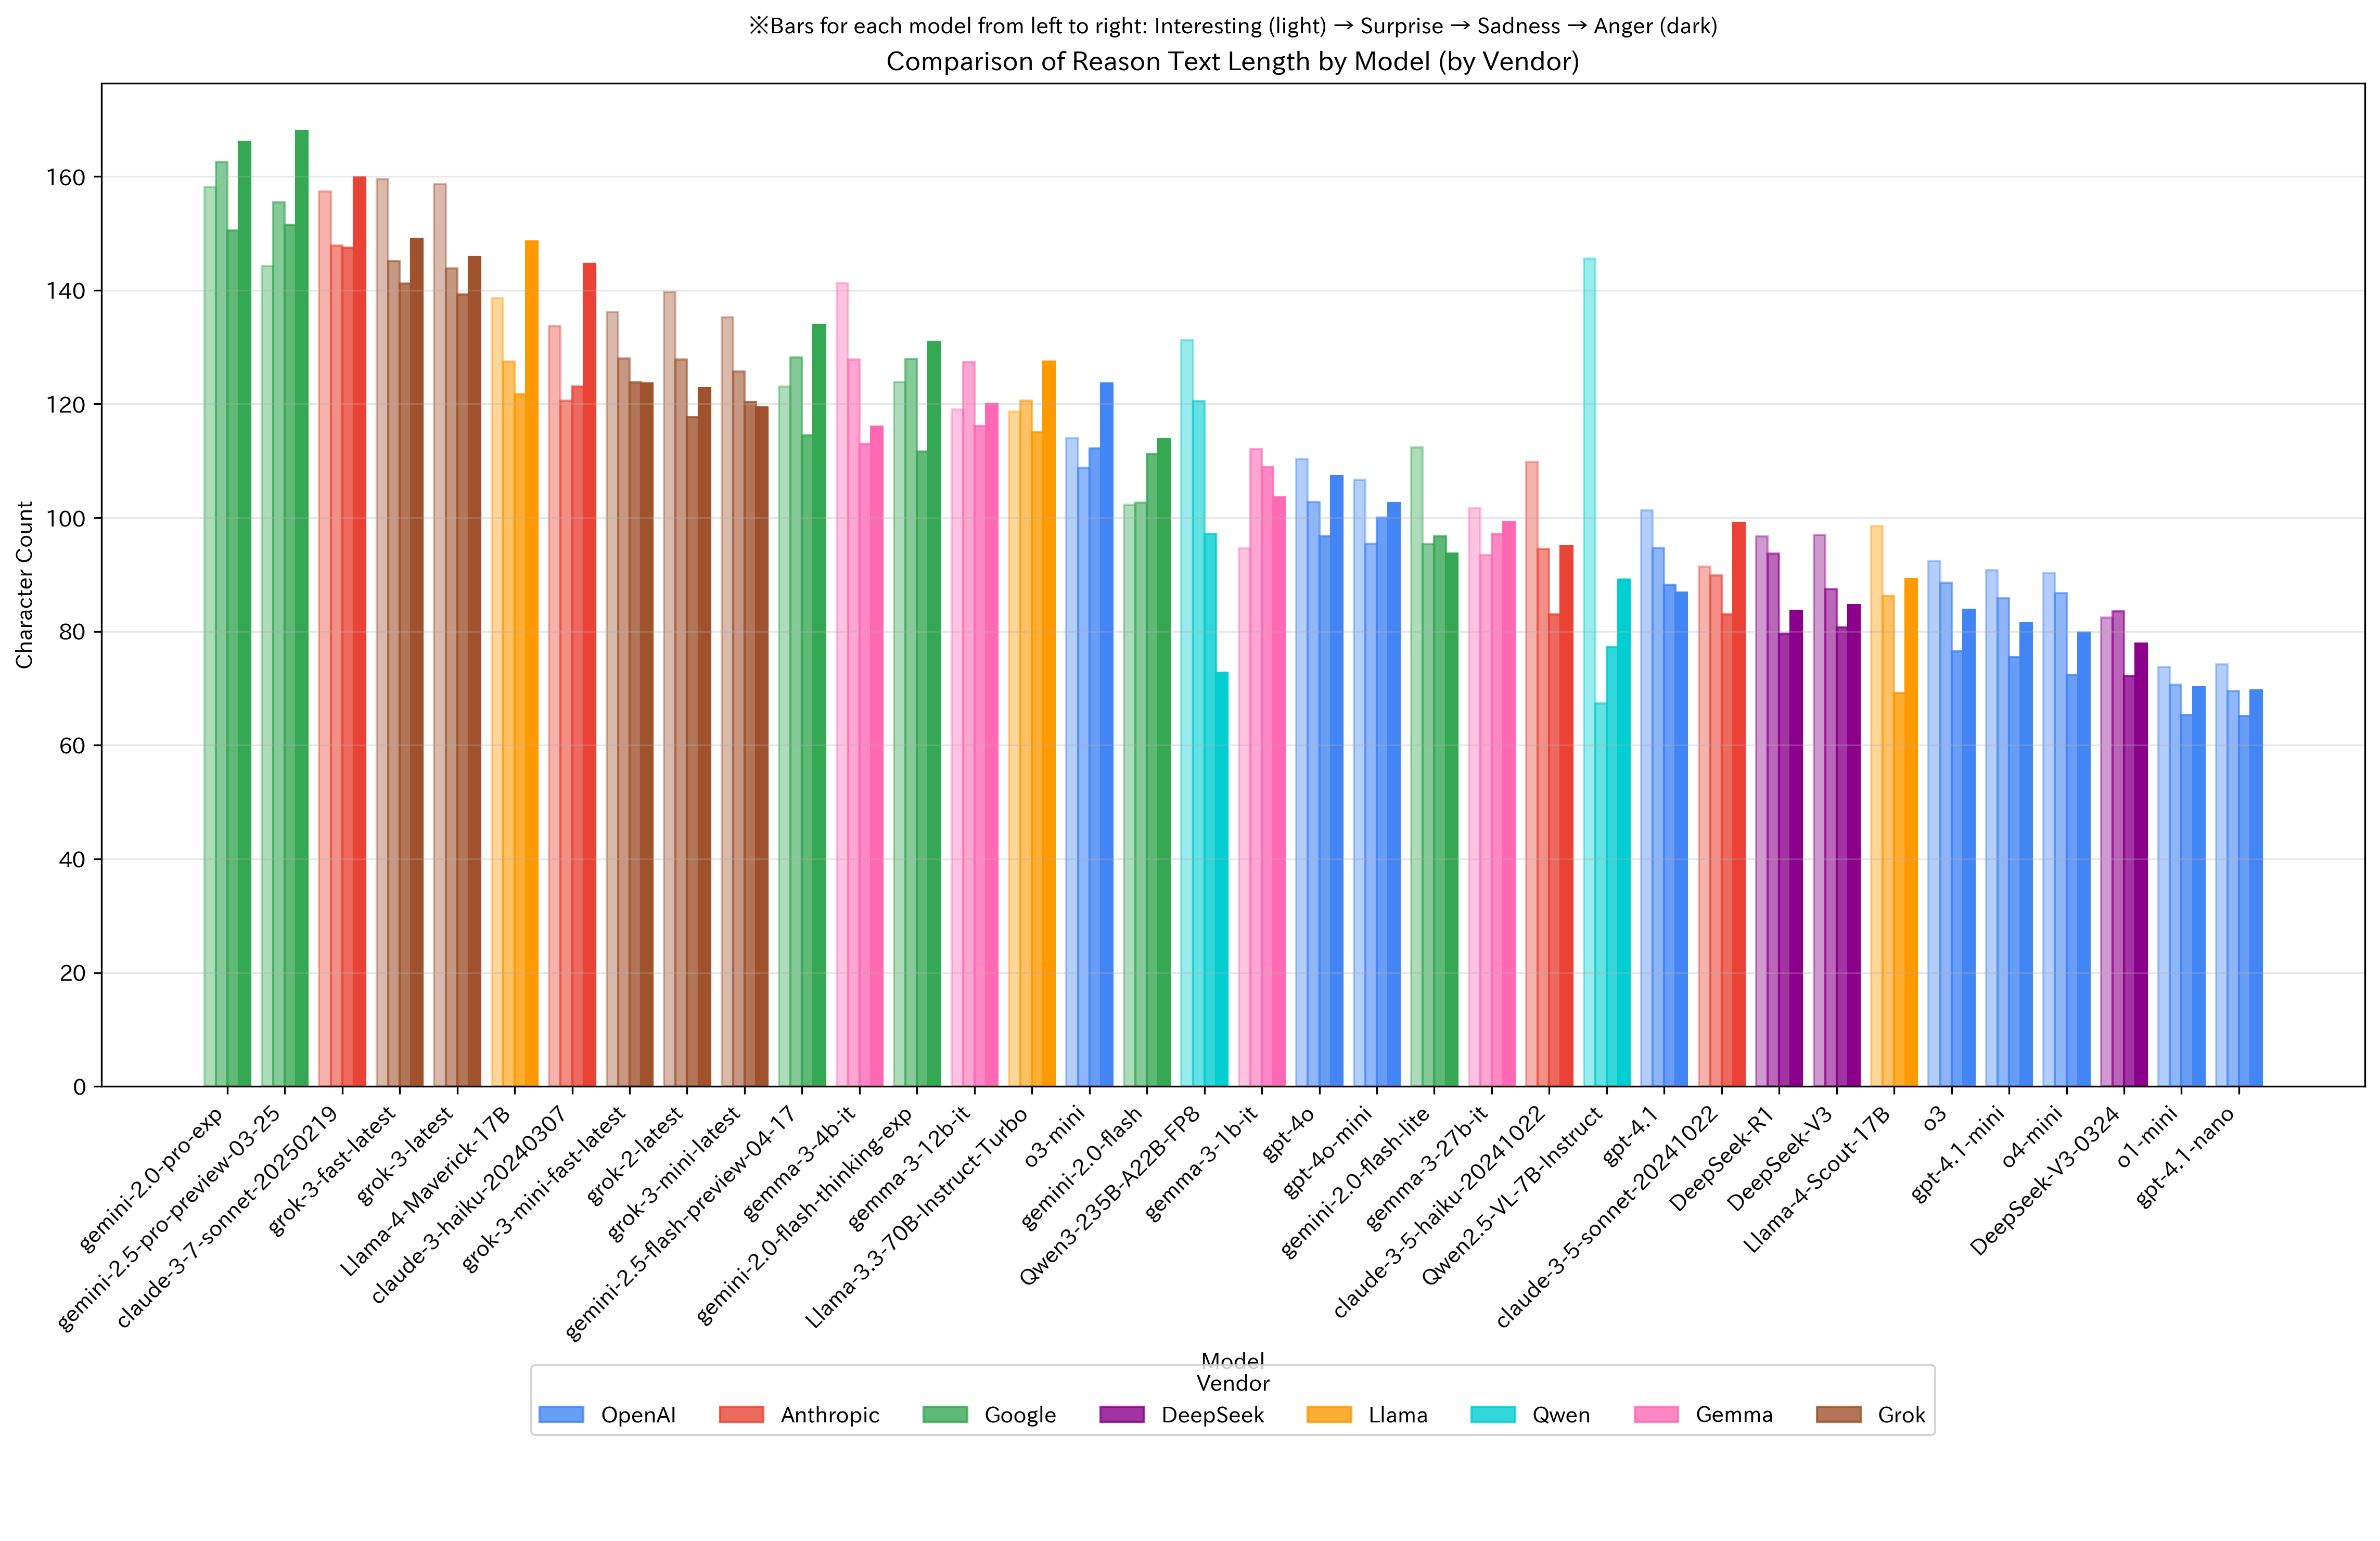 ※Bars for each model from left to right: Interesting (light) → Surprise → Sadness → Anger (dark)
Comparison of Reason Text Length by Model (by Vendor)
Character Count
160
140
120
100
80
60
40
20
0
gemini-2.0-pro-exp
gemini-2.5-pro-preview-03-25
claude-3-7-sonnet-20250219
grok-3-fast-latest
grok-3-latest
Llama-4-Maverick-17B
claude-3-haiku-20240307
grok-3-mini-fast-latest
grok-2-latest
grok-3-mini-latest
gemini-2.5-flash-preview-04-17
gemma-3-4b-it
gemini-2.0-flash-thinking-exp
gemma-3-12b-it
Llama-3.3-70B-Instruct-Turbo
o3-mini
gemini-2.0-flash
Qwen3-235B-A22B-FP8
gemma-3-1b-it
gpt-4o
gpt-4o-mini
gemini-2.0-flash-lite
gemma-3-27b-it
claude-3-5-haiku-20241022
Qwen2.5-VL-7B-Instruct
gpt-4.1
claude-3-5-sonnet-20241022
DeepSeek-R1
DeepSeek-V3
Llama-4-Scout-17B
o3
gpt-4.1-mini
o4-mini
DeepSeek-V3-0324
o1-mini
gpt-4.1-nano
Model
Vendor
OpenAI Anthropic Google DeepSeek Llama Qwen Gemma Grok